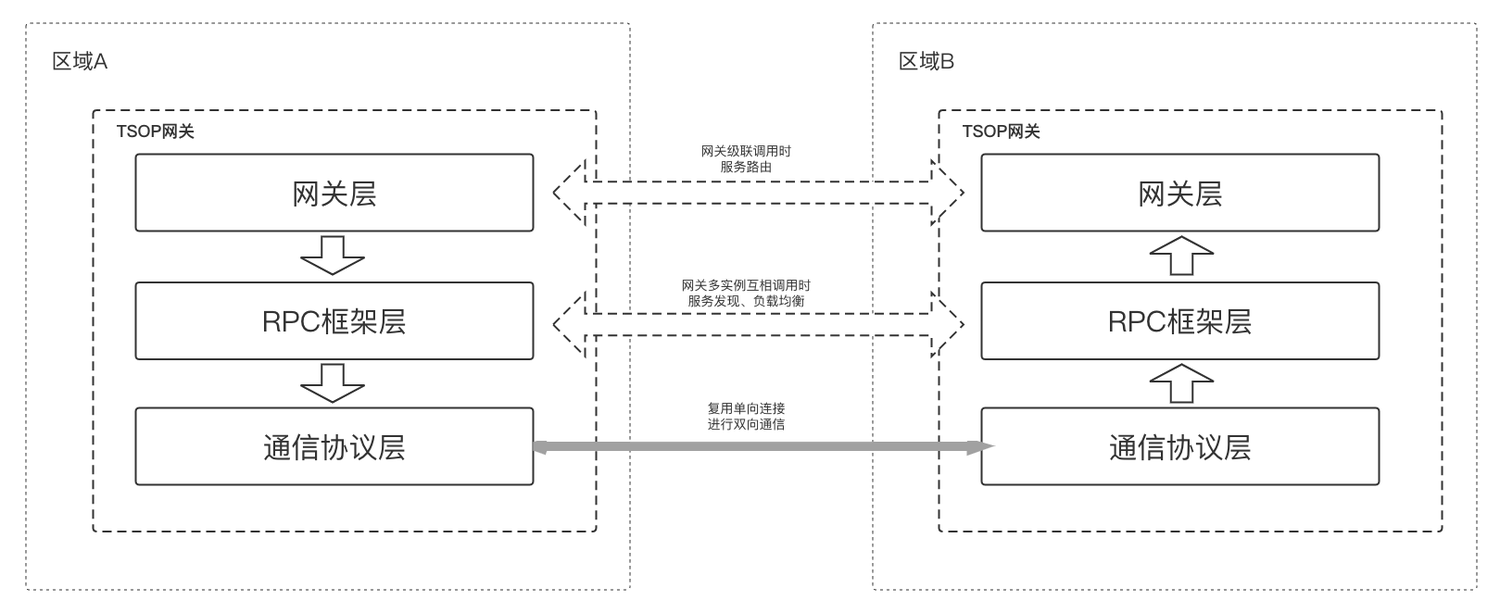 区域A
TSOP网关
网关层
RPC框架层
通信协议层
网关级联调用时
服务路由
网关多实例互相调用时
服务发现、负载均衡
复用单向连接
进行双向通信
区域B
TSOP网关
网关层
RPC框架层
通信协议层